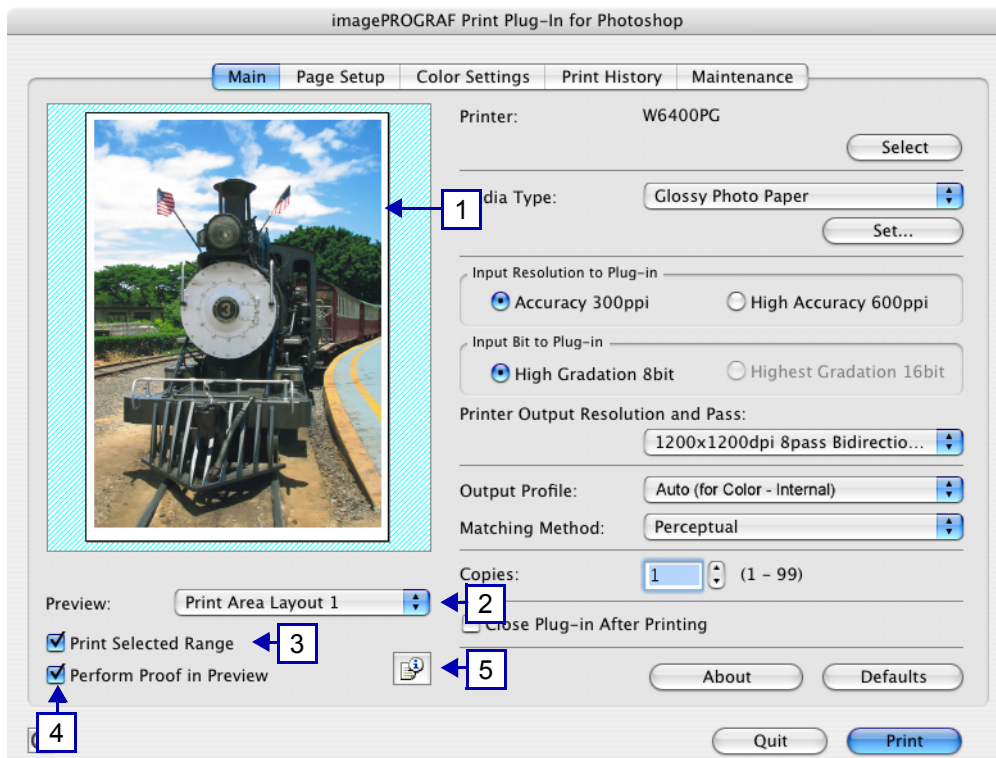 imagePROGRAF Print Plug-In for Photoshop
Main Page Setup Color Settings Print History Maintenance
Printer: W6400PG
Select
1
dia Type: Glossy Photo Paper
Set...
Input Resolution to Plug-in
Accuracy 300ppi High Accuracy 600ppi
Input Bit to Plug-in
High Gradation 8bit Highest Gradation 16bit
Printer Output Resolution and Pass:
1200x1200dpi 8pass Bidirectio...
Output Profile: Auto (for Color - Internal)
Matching Method: Perceptual
Copies: 1 (1 - 99)
Preview: Print Area Layout 1
2
Close Plug-in After Printing
Print Selected Range
3
Perform Proof in Preview
5
About Defaults
4
Quit Print
3